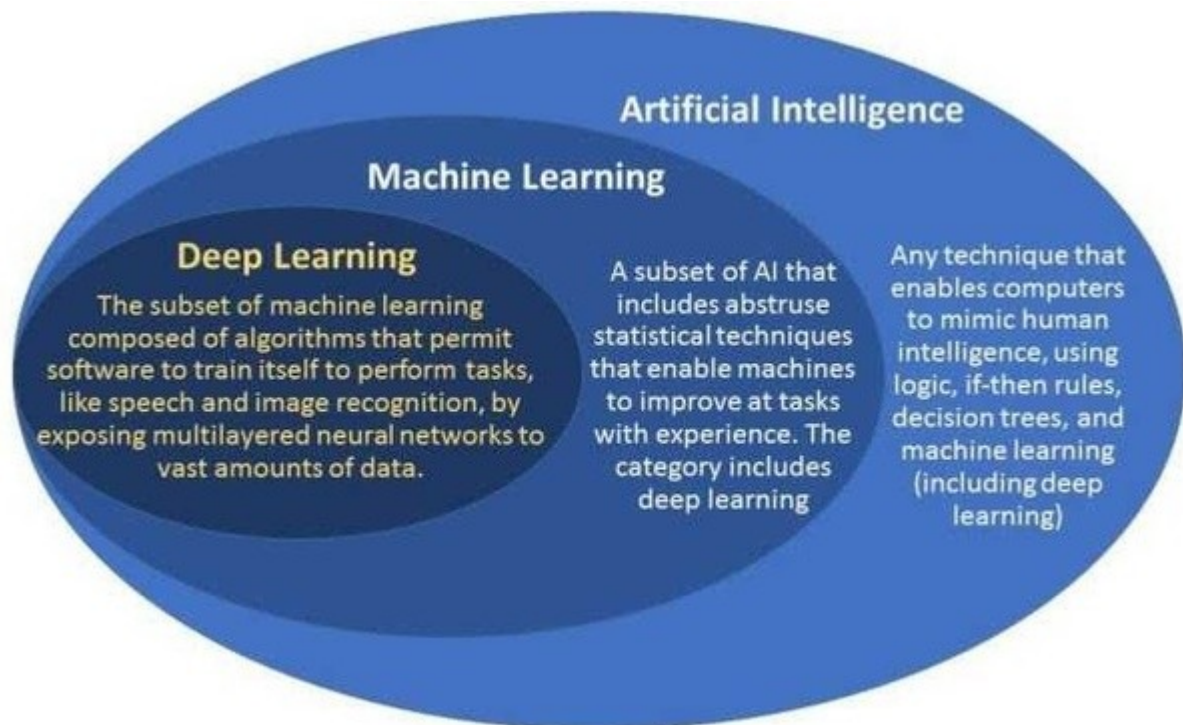 Artificial Intelligence
Machine Learning
Deep Learning
The subset of machine learning
composed of algorithms that permit
software to train itself to perform tasks,
like speech and image recognition, by
exposing multilayered neural networks to
vast amounts of data.
A subset of AI that
includes abstruse
statistical techniques
that enable machines
to improve at tasks
with experience. The
category includes
deep learning
Any technique that
enables computers
to mimic human
intelligence, using
logic, if-then rules,
decision trees, and
machine learning
(including deep
learning)